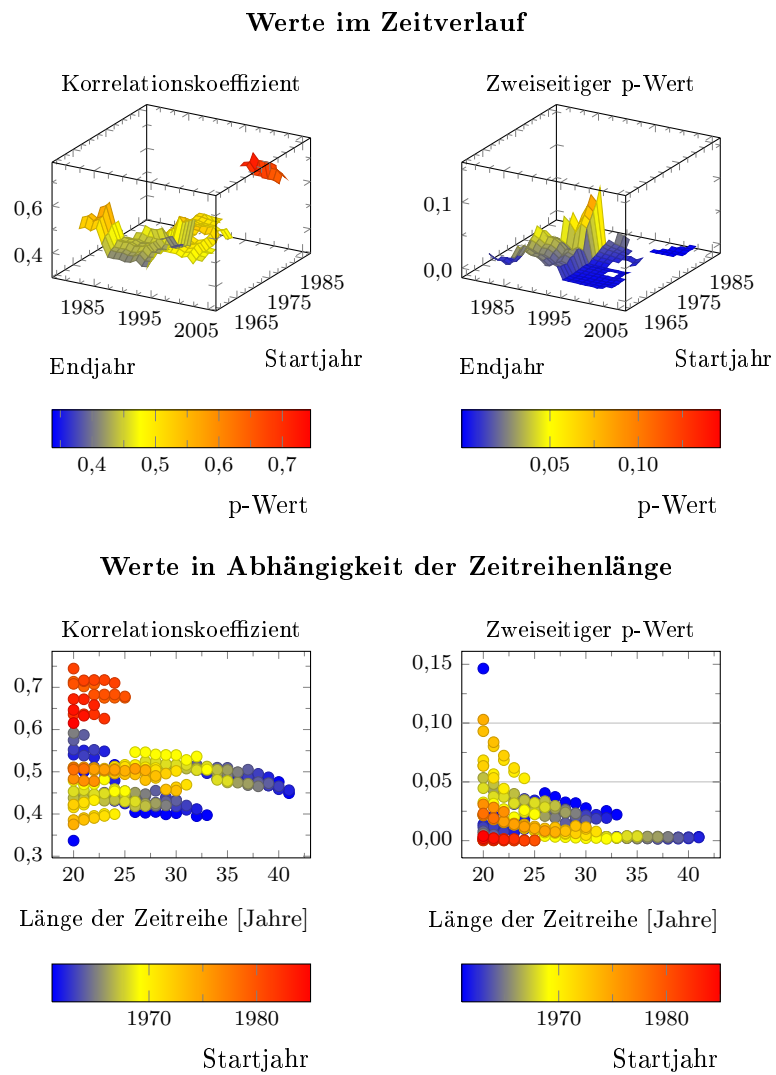 Werte im Zeitverlauf
Korrelationskoeffizient
0,6
0,4
1985
1995
2005
1965
1975
1985
Endjahr
Startjahr
0,4 0,5 0,6 0,7
p-Wert
Zweiseitiger p-Wert
0,1
0,0
1985
1995
2005
1965
1975
1985
Endjahr
Startjahr
0,05 0,10
p-Wert
Werte in Abhängigkeit der Zeitreihenlänge
Korrelationskoeffizient
0,7
0,6
0,5
0,4
0,3
20 25 30 35 40
Länge der Zeitreihe [Jahre]
1970 1980
Startjahr
Zweiseitiger p-Wert
0,15
0,10
0,05
0,00
20 25 30 35 40
Länge der Zeitreihe [Jahre]
1970 1980
Startjahr